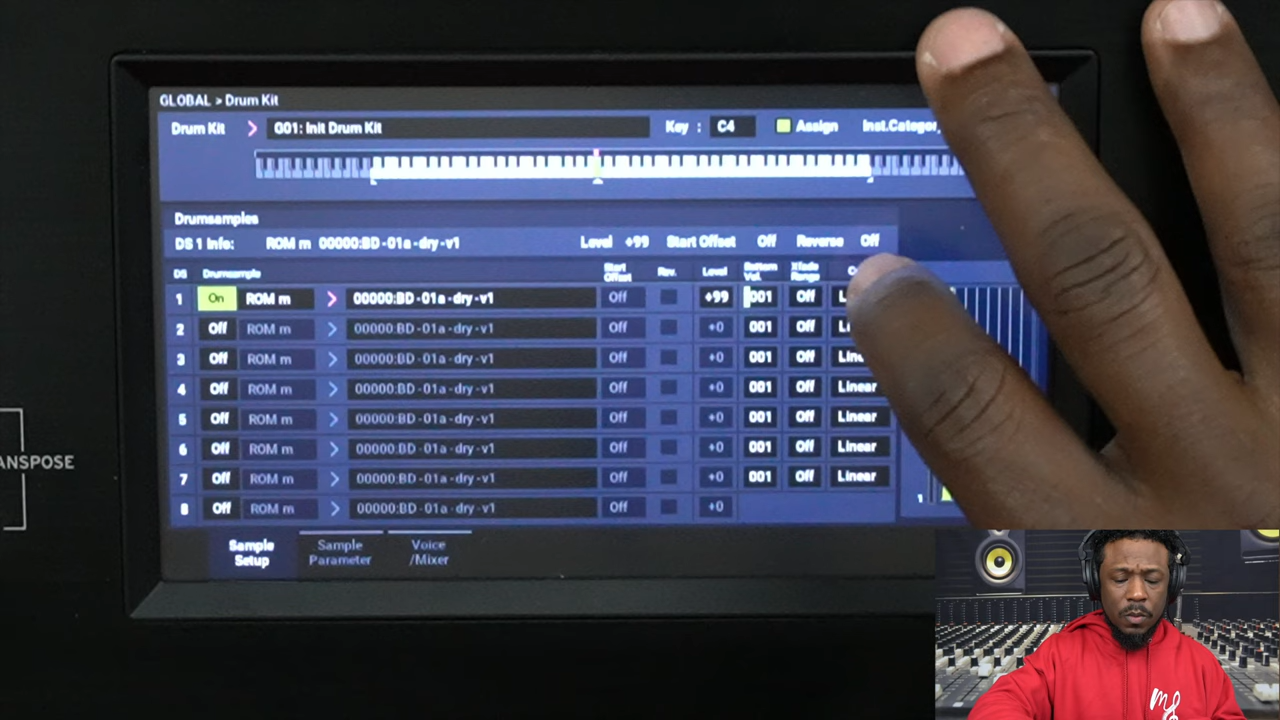 GLOBAL > Drum Kit
Drum Kit > 001: Init Drum Kit Key : C4 Assign
Drumsamples
DS 1 Info: ROM m 00000:BD-01a-dry-v1 Level +99 Start Offset Off Reverse Off
DS Drumsample Start Offset Rev. Level Bottom Vel. Xfade Range
1 On ROM m > 00000:BD-01a-dry-v1 Off +99 001 Off
2 Off ROM m > 00000:BD-01a-dry-v1 Off +0 001 Off
3 Off ROM m > 00000:BD-01a-dry-v1 Off +0 001 Off
4 Off ROM m > 00000:BD-01a-dry-v1 Off +0 001 Off Linear
5 Off ROM m > 00000:BD-01a-dry-v1 Off +0 001 Off Linear
6 Off ROM m > 00000:BD-01a-dry-v1 Off +0 001 Off Linear
7 Off ROM m > 00000:BD-01a-dry-v1 Off +0 001 Off Linear
8 Off ROM m > 00000:BD-01a-dry-v1 Off +0
1
Sample Setup Sample Parameter Voice /Mixer
ANSPOSE